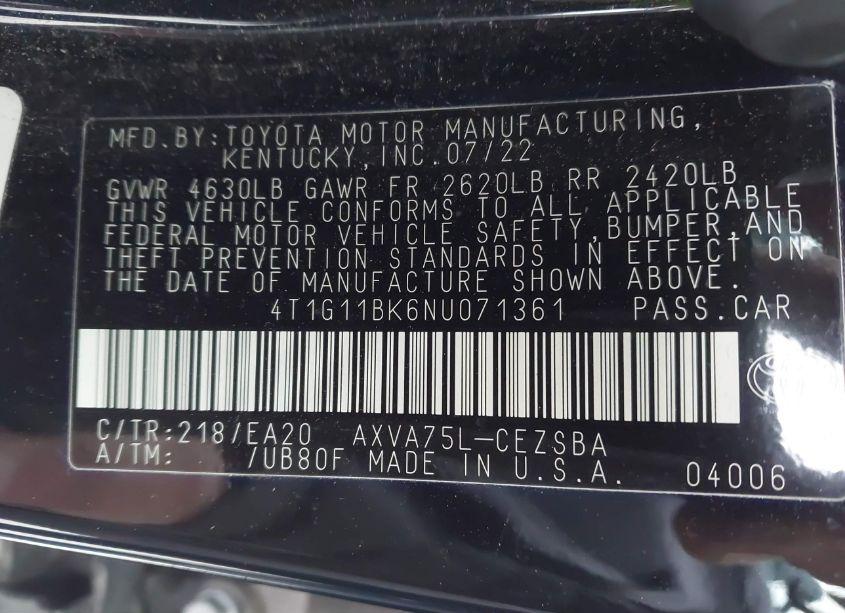 MFD.BY:TOYOTA MOTOR MANUFACTURING,
KENTUCKY,INC.07/22
GVWR 4630LB GAWR FR 2620LB RR 2420LB
THIS VEHICLE CONFORMS TO ALL APPLICABLE
FEDERAL MOTOR VEHICLE SAFETY,BUMPER,AND
THEFT PREVENTION STANDARDS IN EFFECT ON
THE DATE OF MANUFACTURE SHOWN ABOVE.
4T1G11BK6NU071361 PASS.CAR
C/TR:218/EA20 AXVA75L-CEZSBA
A/TM: /UB80F MADE IN U.S.A. 04006